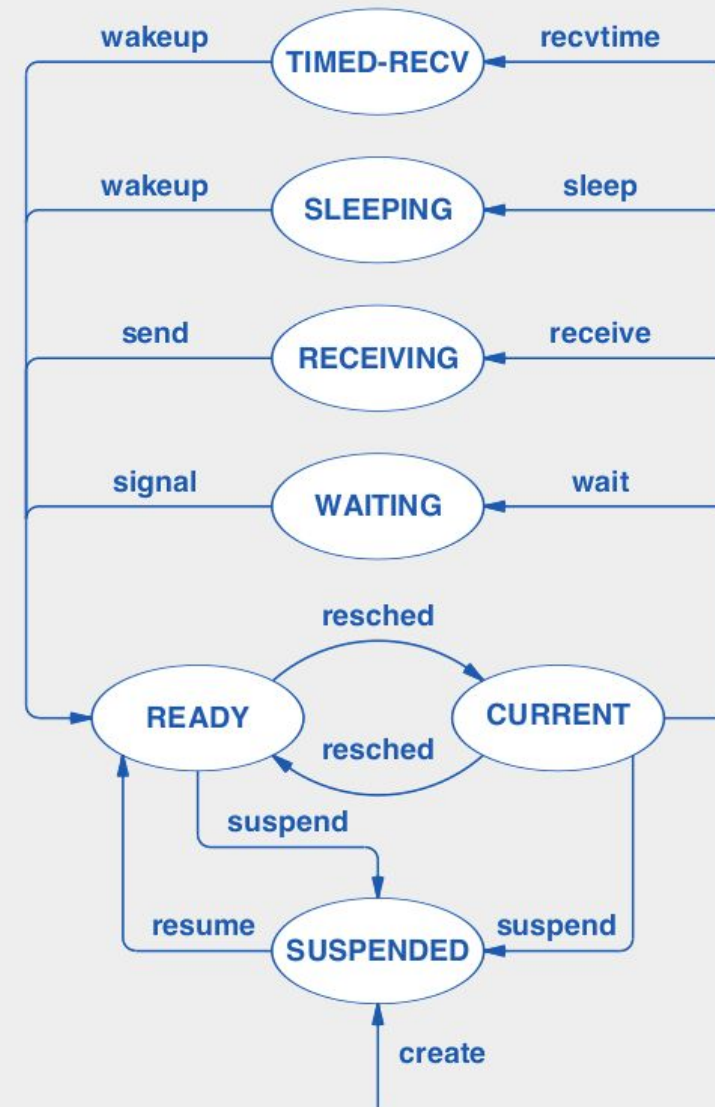 wakeup
TIMED-RECV
recvtime
wakeup
SLEEPING
sleep
send
RECEIVING
receive
signal
WAITING
wait
resched
READY
CURRENT
resched
suspend
resume
SUSPENDED
suspend
create